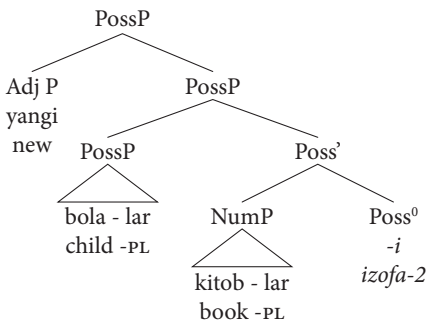 PossP
Adj P PossP
yangi
new PossP Poss’
bola - lar NumP Poss⁰
child -PL -i
kitob - lar izofa-2
book -PL